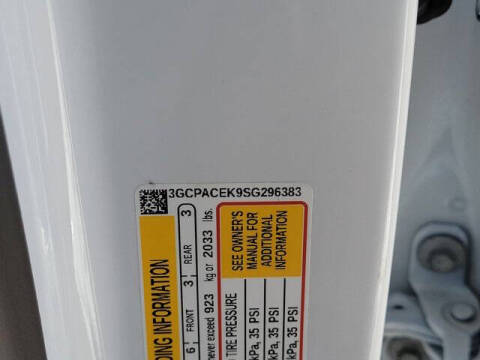 3GCPACEK9SG296383
DING INFORMATION
6 FRONT 3 REAR 3
never exceed 923 kg or 2033 lbs.
SEE OWNER'S
MANUAL FOR
ADDITIONAL
INFORMATION
TIRE PRESSURE
kPa, 35 PSI
kPa, 35 PSI
kPa, 35 PSI